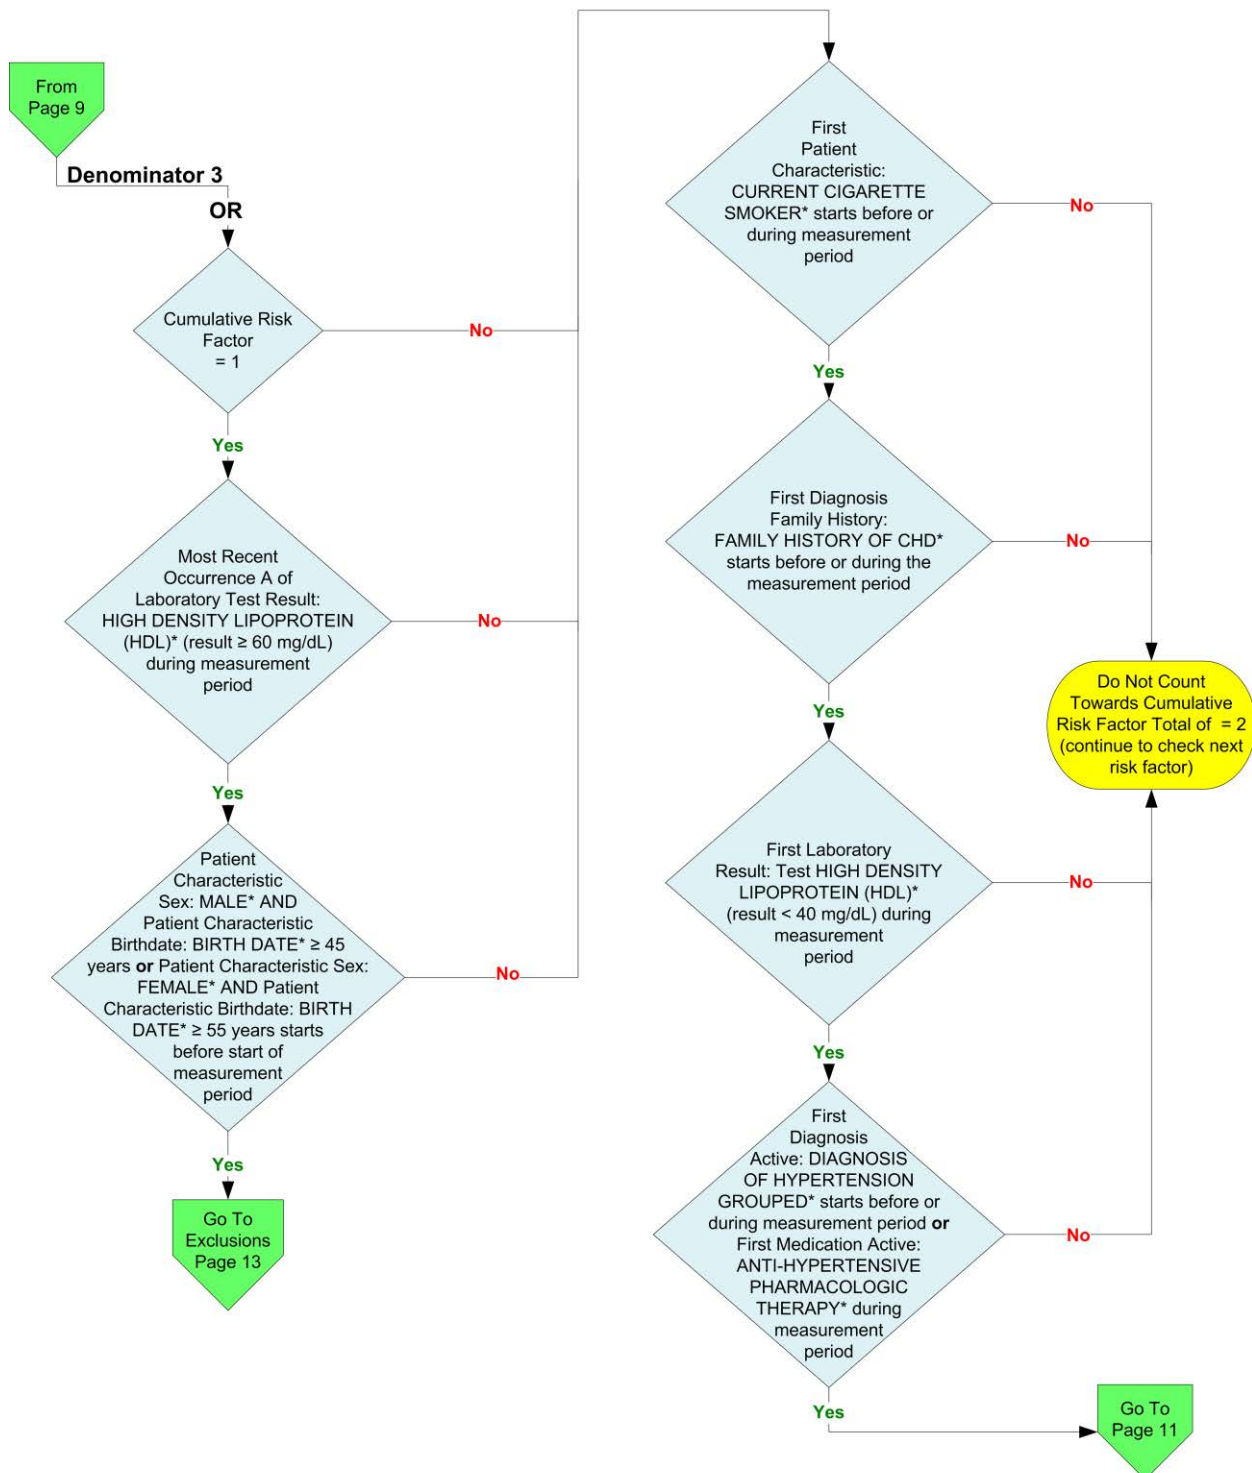 From
Page 9
Denominator 3
OR
Cumulative Risk
Factor
= 1
No
Yes
Most Recent
Occurrence A of
Laboratory Test Result:
HIGH DENSITY LIPOPROTEIN
(HDL)* (result ≥ 60 mg/dL)
during measurement
period
No
Yes
Patient
Characteristic
Sex: MALE* AND
Patient Characteristic
Birthdate: BIRTH DATE* ≥ 45
years or Patient Characteristic Sex:
FEMALE* AND Patient
Characteristic Birthdate: BIRTH
DATE* ≥ 55 years starts
before start of
measurement
period
No
Yes
Go To
Exclusions
Page 13
First
Patient
Characteristic:
CURRENT CIGARETTE
SMOKER* starts before or
during measurement
period
No
Yes
First Diagnosis
Family History:
FAMILY HISTORY OF CHD*
starts before or during the
measurement period
No
Yes
Do Not Count
Towards Cumulative
Risk Factor Total of = 2
(continue to check next
risk factor)
First Laboratory
Result: Test HIGH DENSITY
LIPOPROTEIN (HDL)*
(result < 40 mg/dL) during
measurement
period
No
Yes
First
Diagnosis
Active: DIAGNOSIS
OF HYPERTENSION
GROUPED* starts before or
during measurement period or
First Medication Active:
ANTI-HYPERTENSIVE
PHARMACOLOGIC
THERAPY* during
measurement
period
No
Yes
Go To
Page 11